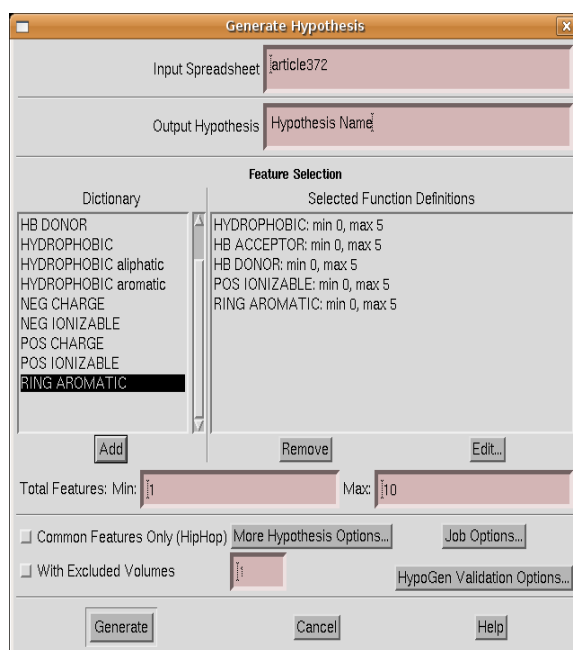 Generate Hypothesis
Input Spreadsheet article372
Output Hypothesis Hypothesis Name
Feature Selection
Dictionary
HB DONOR
HYDROPHOBIC
HYDROPHOBIC aliphatic
HYDROPHOBIC aromatic
NEG CHARGE
NEG IONIZABLE
POS CHARGE
POS IONIZABLE
RING AROMATIC
Add
Selected Function Definitions
HYDROPHOBIC: min 0, max 5
HB ACCEPTOR: min 0, max 5
HB DONOR: min 0, max 5
POS IONIZABLE: min 0, max 5
RING AROMATIC: min 0, max 5
Remove Edit...
Total Features: Min: 1 Max: 10
Common Features Only (HipHop) More Hypothesis Options... Job Options...
With Excluded Volumes 1 HypoGen Validation Options...
Generate Cancel Help